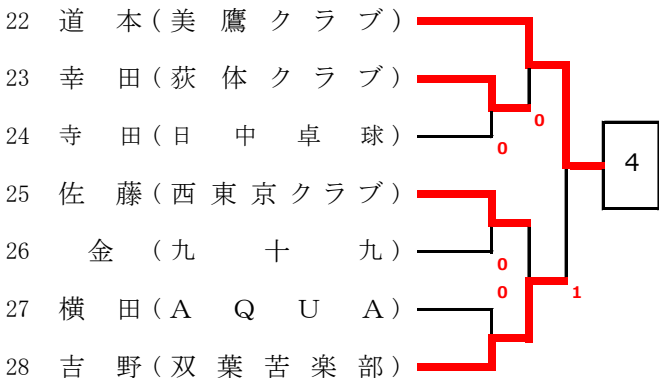 22 道 本(美 鷹 ク ラ ブ)
0
23 幸 田(荻 体 ク ラ ブ)
0
24 寺 田(日 中 卓 球)
4
25 佐 藤(西 東 京 ク ラ ブ)
0
26 金 (九 十 九)
0
1
27 横 田(A Q U A)
28 吉 野(双 葉 苦 楽 部)